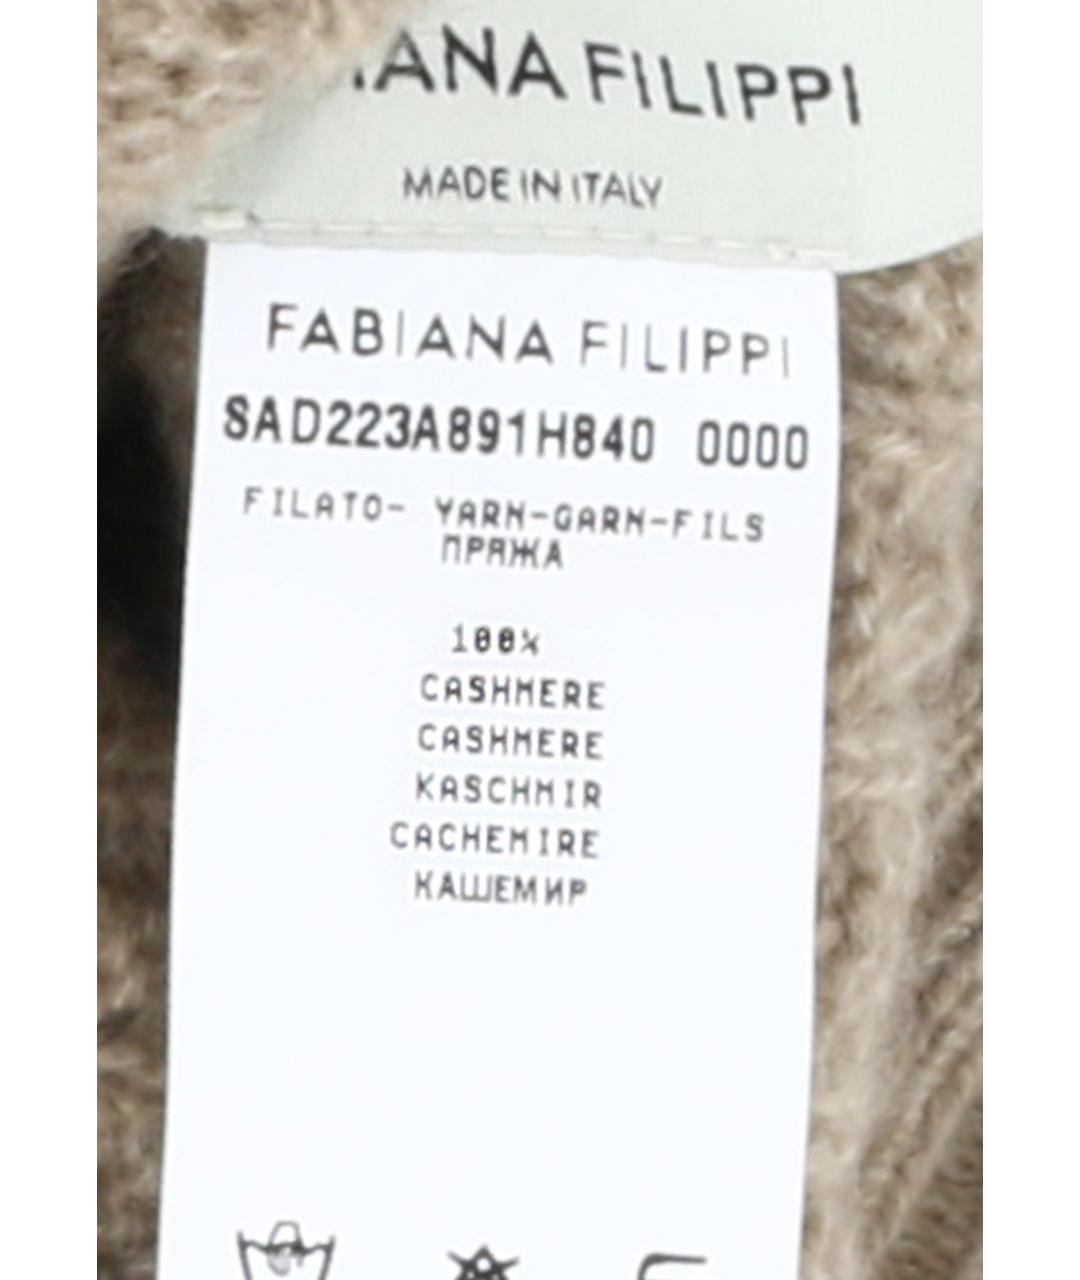 IANA FILIPPI
MADE IN ITALY
FABIANA FILIPPI
SAD223A891H840 0000
FILATO- YARN-GARN-FILS
ПРЯЖА
100%
CASHMERE
CASHMERE
KASCHMIR
CACHEMIRE
КАШЕМИР